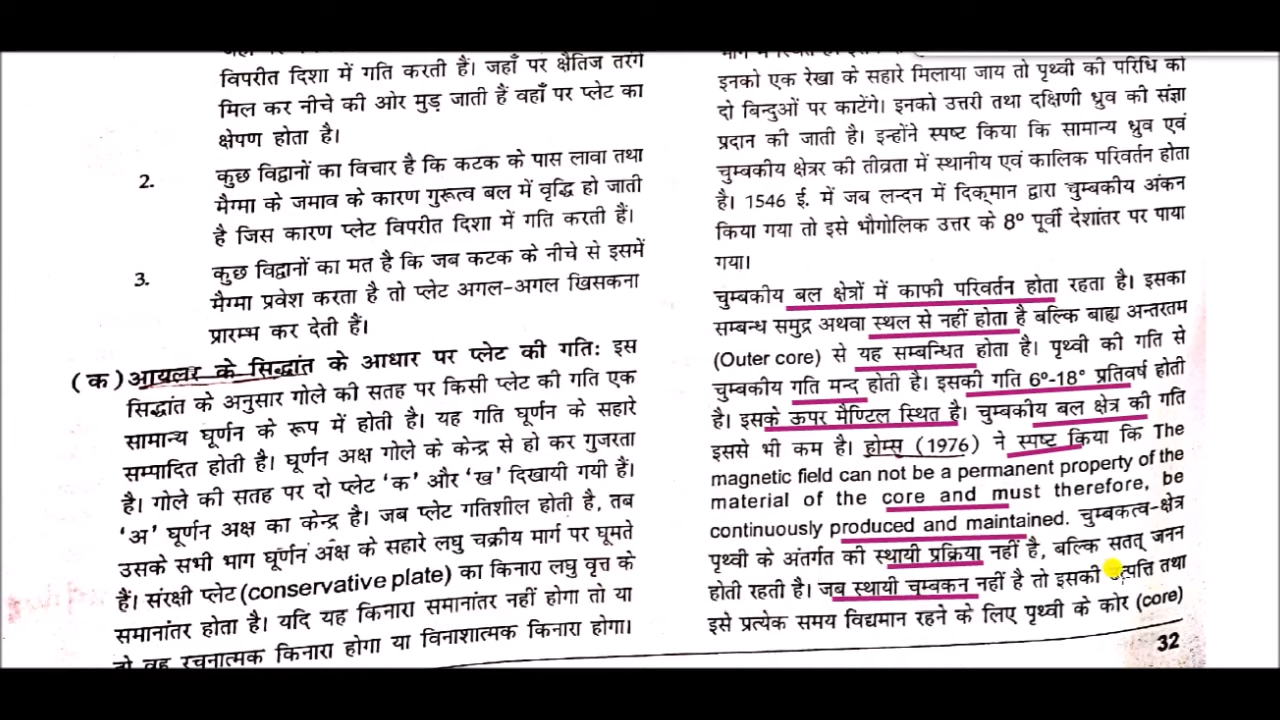 विपरीत दिशा में गति करती हैं। जहाँ पर क्षैतिज तरंगे
मिल कर नीचे की ओर मुड़ जाती हैं वहाँ पर प्लेट का
क्षेपण होता है।
2. कुछ विद्वानों का विचार है कि कटक के पास लावा तथा
मैग्मा के जमाव के कारण गुरूत्व बल में वृद्धि हो जाती
है जिस कारण प्लेट विपरीत दिशा में गति करती हैं।
3. कुछ विद्वानों का मत है कि जब कटक के नीचे से इसमें
मैग्मा प्रवेश करता है तो प्लेट अगल-अगल खिसकना
प्रारम्भ कर देती हैं।
(क) आयलर के सिद्धांत के आधार पर प्लेट की गतिः इस
सिद्धांत के अनुसार गोले की सतह पर किसी प्लेट की गति एक
सामान्य घूर्णन के रूप में होती है। यह गति घूर्णन के सहारे
सम्पादित होती है। घूर्णन अक्ष गोले के केन्द्र से हो कर गुजरता
है। गोले की सतह पर दो प्लेट ‘क’ और ‘ख’ दिखायी गयी हैं।
‘अ’ घूर्णन अक्ष का केन्द्र है। जब प्लेट गतिशील होती है, तब
उसके सभी भाग घूर्णन अक्ष के सहारे लघु चक्रीय मार्ग पर घूमते
हैं। संरक्षी प्लेट (conservative plate) का किनारा लघु वृत्त के
समानांतर होता है। यदि यह किनारा समानांतर नहीं होगा तो या
तो वह रचनात्मक किनारा होगा या विनाशात्मक किनारा होगा।
इनको एक रेखा के सहारे मिलाया जाय तो पृथ्वी की परिधि को
दो बिन्दुओं पर काटेंगे। इनको उत्तरी तथा दक्षिणी ध्रुव की संज्ञा
प्रदान की जाती है। इन्होंने स्पष्ट किया कि सामान्य ध्रुव एवं
चुम्बकीय क्षेत्रर की तीव्रता में स्थानीय एवं कालिक परिवर्तन होता
है। 1546 ई. में जब लन्दन में दिक्‌मान द्वारा चुम्बकीय अंकन
किया गया तो इसे भौगोलिक उत्तर के 8° पूर्वी देशांतर पर पाया
गया।
चुम्बकीय बल क्षेत्रों में काफी परिवर्तन होता रहता है। इसका
सम्बन्ध समुद्र अथवा स्थल से नहीं होता है बल्कि बाह्य अन्तरतम
(Outer core) से यह सम्बन्धित होता है। पृथ्वी की गति से
चुम्बकीय गति मन्द होती है। इसकी गति 6°-18° प्रतिवर्ष होती
है। इसके ऊपर मैण्टिल स्थित है। चुम्बकीय बल क्षेत्र की गति
इससे भी कम है। होम्स (1976) ने स्पष्ट किया कि The
magnetic field can not be a permanent property of the
material of the core and must therefore, be
continuously produced and maintained. चुम्बकत्व-क्षेत्र
पृथ्वी के अंतर्गत की स्थायी प्रक्रिया नहीं है, बल्कि सतत् जनन
होती रहती है। जब स्थायी चुम्बकन नहीं है तो इसकी उत्पत्ति तथा
इसे प्रत्येक समय विद्यमान रहने के लिए पृथ्वी के कोर (core)
32